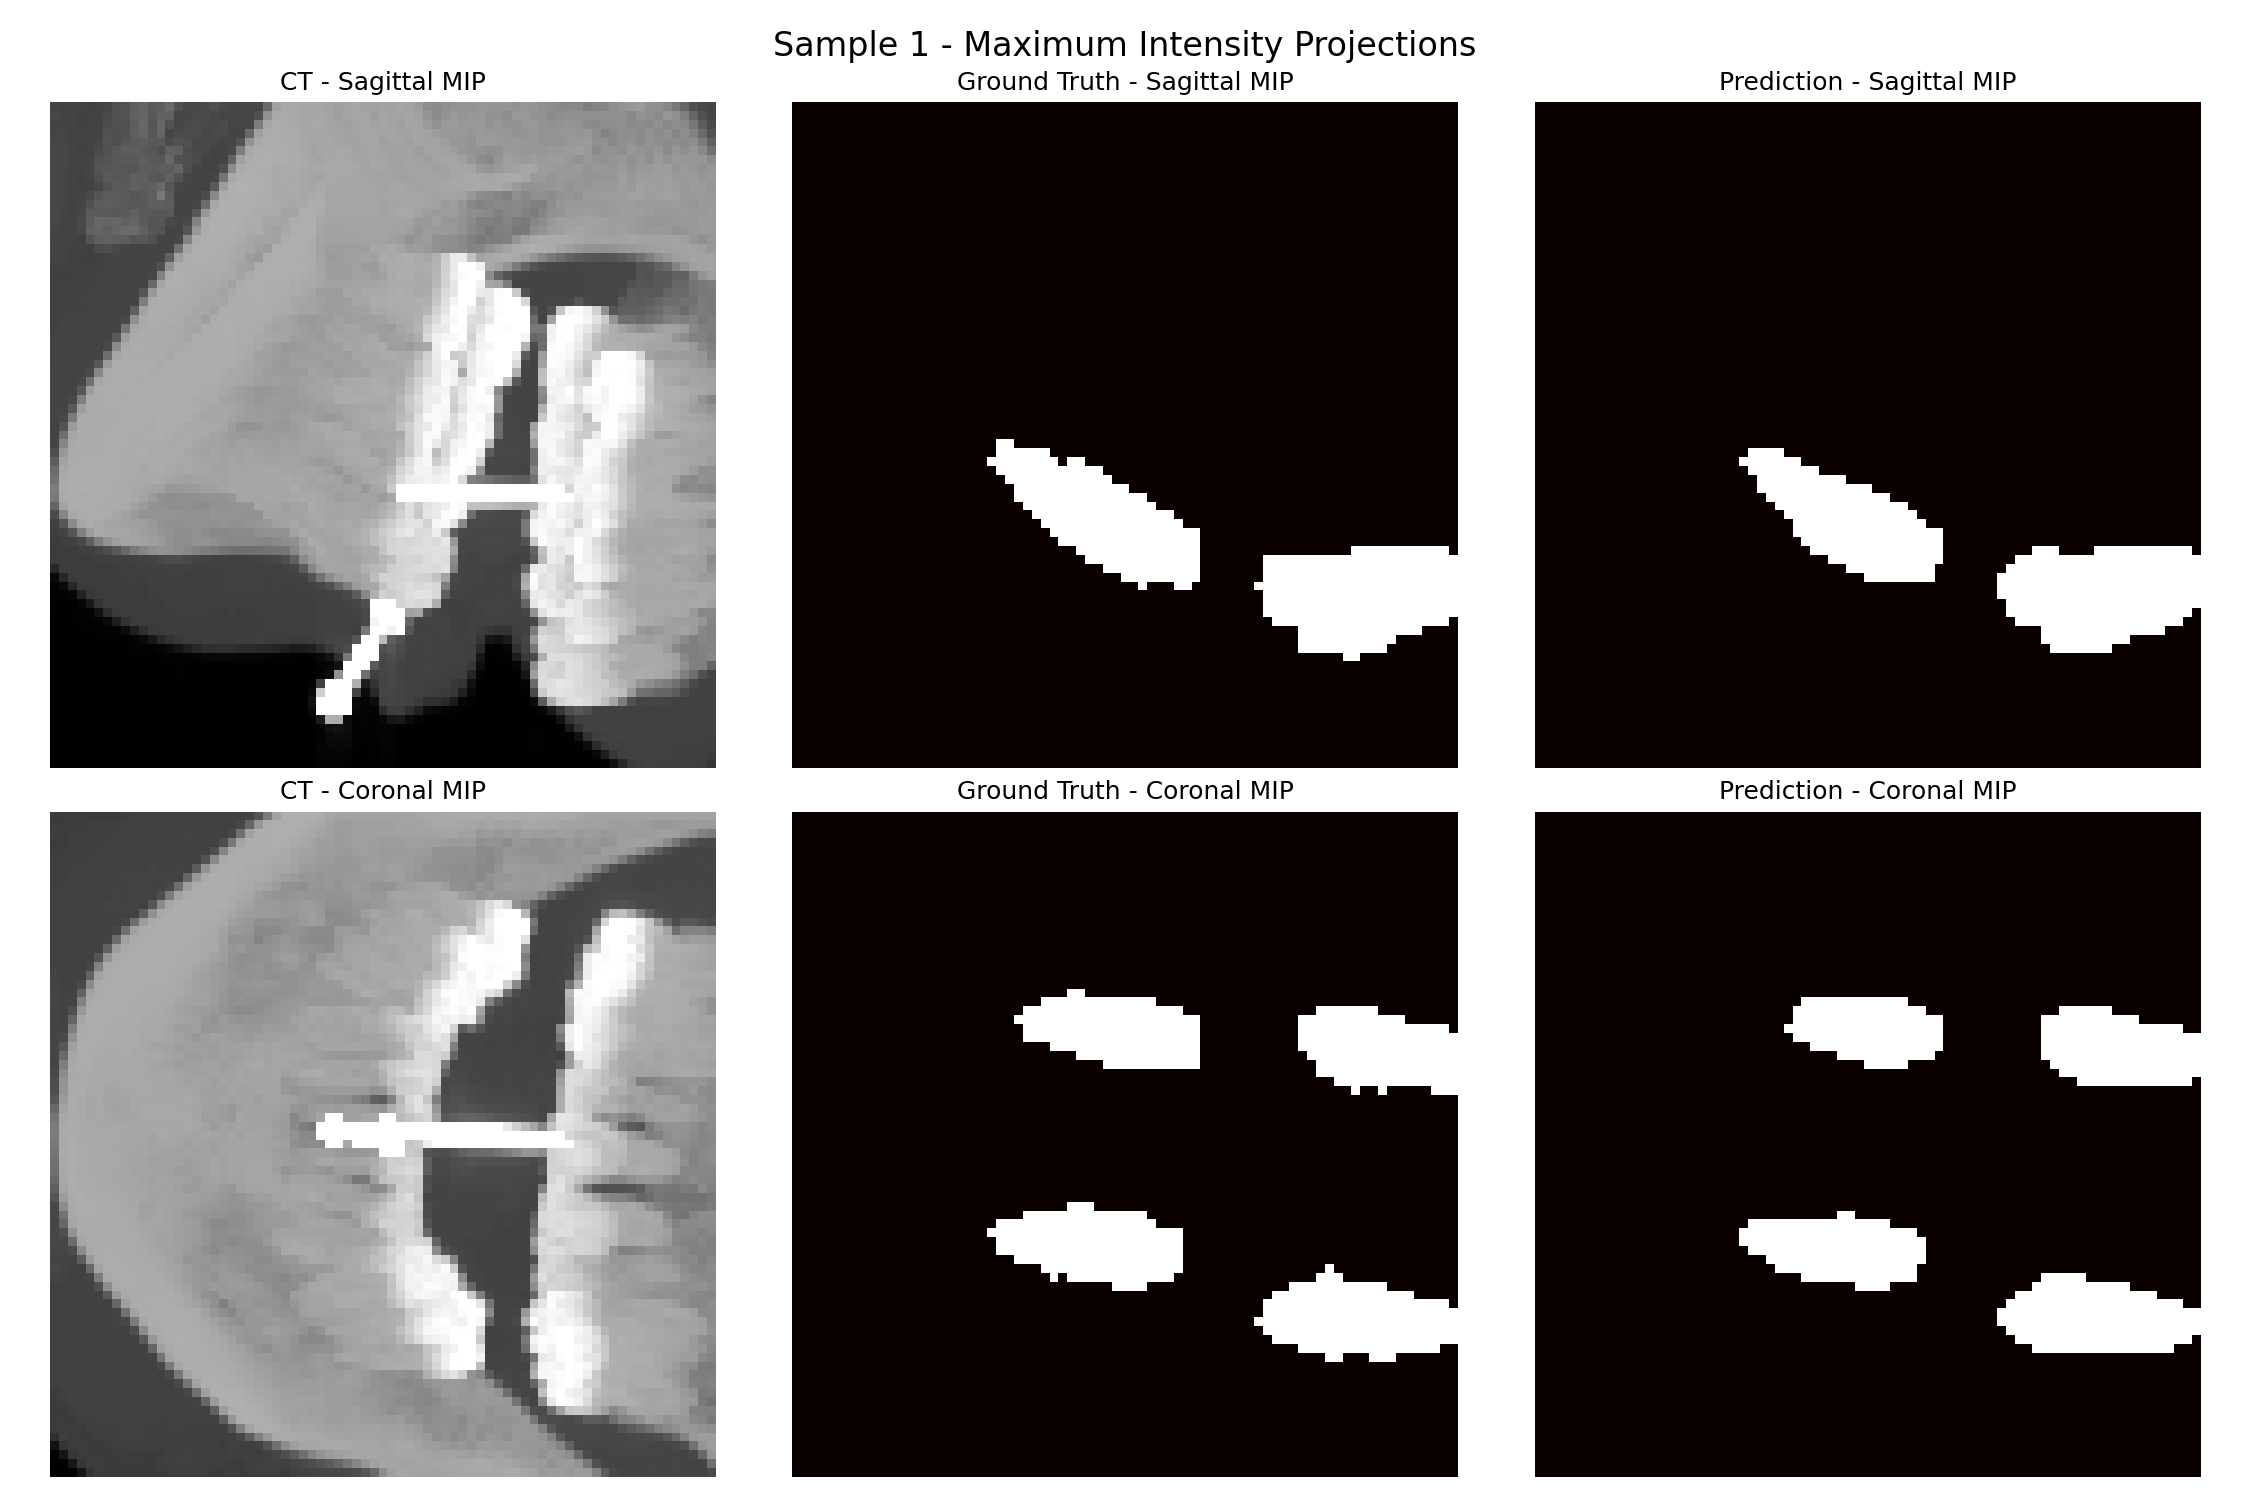 Sample 1 - Maximum Intensity Projections
CT - Sagittal MIP
Ground Truth - Sagittal MIP
Prediction - Sagittal MIP
CT - Coronal MIP
Ground Truth - Coronal MIP
Prediction - Coronal MIP